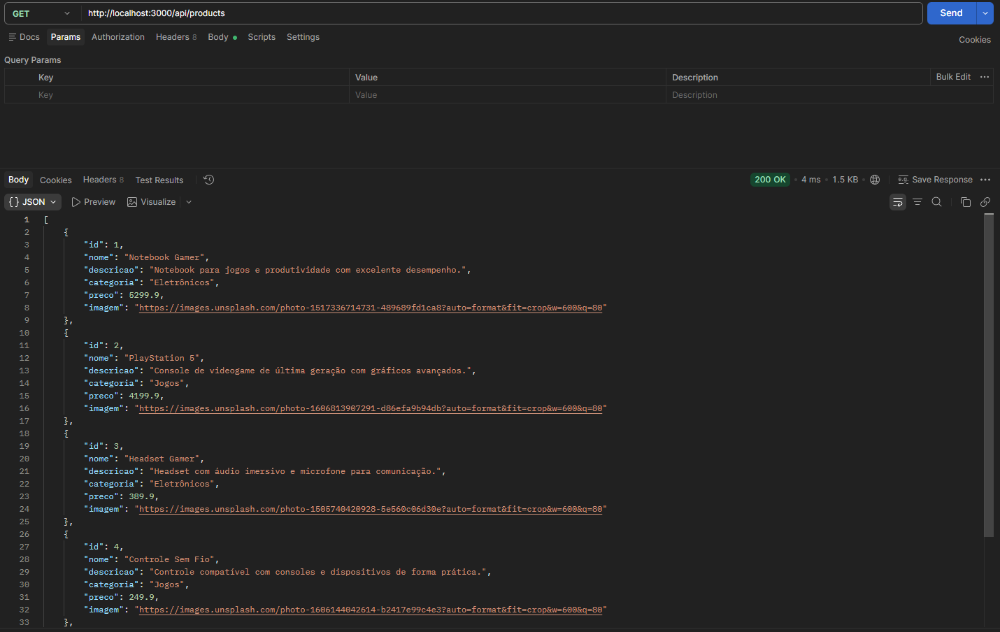 GET http://localhost:3000/api/products Send
Docs Params Authorization Headers 8 Body Scripts Settings Cookies
Query Params
Key Value Description Bulk Edit ···
Key Value Description
Body Cookies Headers 8 Test Results 200 OK • 4 ms • 1.5 KB • e.g. Save Response ···
{} JSON Preview Visualize
1 [
2 {
3 "id": 1,
4 "nome": "Notebook Gamer",
5 "descricao": "Notebook para jogos e produtividade com excelente desempenho.",
6 "categoria": "Eletrônicos",
7 "preco": 5299.9,
8 "imagem": "https://images.unsplash.com/photo-1517336714731-489689fd1ca8?auto=format&fit=crop&w=600&q=80"
9 },
10 {
11 "id": 2,
12 "nome": "PlayStation 5",
13 "descricao": "Console de videogame de última geração com gráficos avançados.",
14 "categoria": "Jogos",
15 "preco": 4199.9,
16 "imagem": "https://images.unsplash.com/photo-1606813907291-d86efa9b94db?auto=format&fit=crop&w=600&q=80"
17 },
18 {
19 "id": 3,
20 "nome": "Headset Gamer",
21 "descricao": "Headset com áudio imersivo e microfone para comunicação.",
22 "categoria": "Eletrônicos",
23 "preco": 389.9,
24 "imagem": "https://images.unsplash.com/photo-1505740420928-5e560c06d30e?auto=format&fit=crop&w=600&q=80"
25 },
26 {
27 "id": 4,
28 "nome": "Controle Sem Fio",
29 "descricao": "Controle compatível com consoles e dispositivos de forma prática.",
30 "categoria": "Jogos",
31 "preco": 249.9,
32 "imagem": "https://images.unsplash.com/photo-1606144042614-b2417e99c4e3?auto=format&fit=crop&w=600&q=80"
33 },